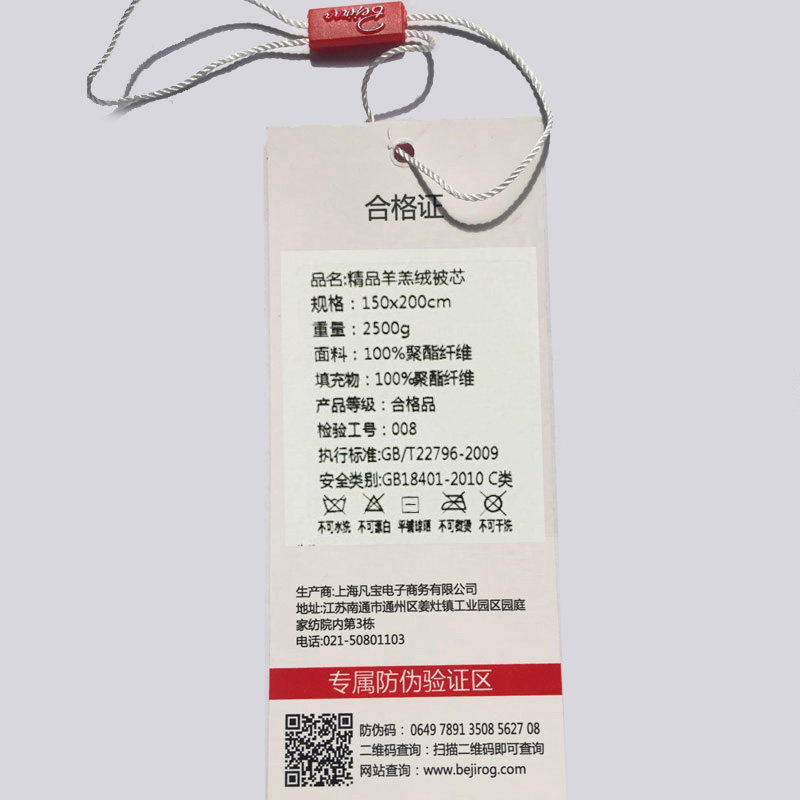 Bejirog
合格证
品名:精品羊羔绒被芯
规格：150x200cm
重量：2500g
面料：100%聚酯纤维
填充物：100%聚酯纤维
产品等级：合格品
检验工号：008
执行标准:GB/T22796-2009
安全类别:GB18401-2010 C类
不可水洗 不可漂白 平摊晾晒 不可熨烫 不可干洗
生产商:上海凡宝电子商务有限公司
地址:江苏南通市通州区姜灶镇工业园区园庭
家纺院内第3栋
电话:021-50801103
专属防伪验证区
防伪码：0649 7891 3508 5627 08
二维码查询：扫描二维码即可查询
网站查询：www.bejirog.com